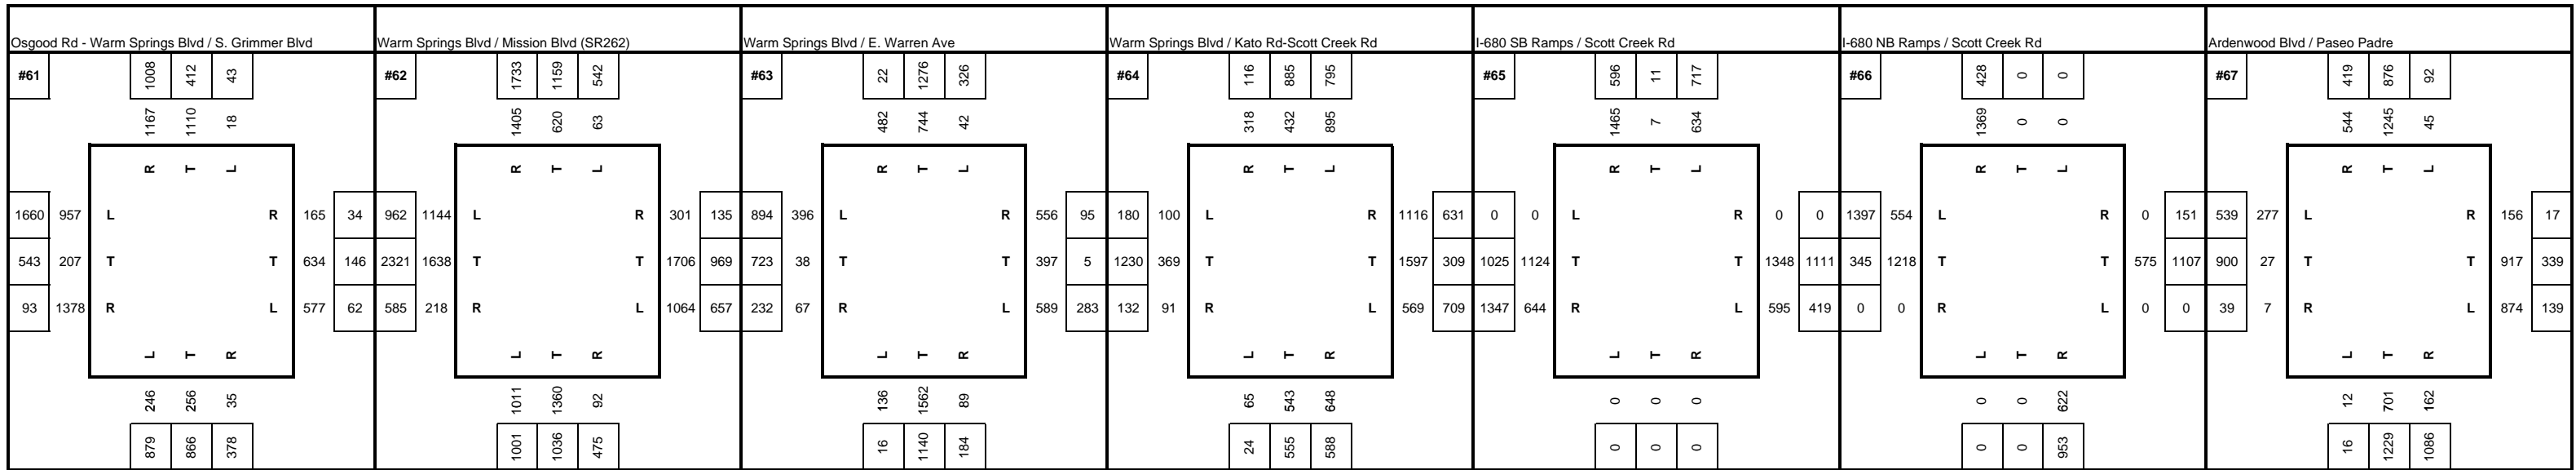 Osgood Rd - Warm Springs Blvd / S. Grimmer Blvd Warm Springs Blvd / Mission Blvd (SR262) Warm Springs Blvd / E. Warren Ave Warm Springs Blvd / Kato Rd-Scott Creek Rd I-680 SB Ramps / Scott Creek Rd I-680 NB Ramps / Scott Creek Rd Ardenwood Blvd / Paseo Padre
#61 1008 412 43 #62 1733 1159 542 #63 22 1276 326 #64 116 885 795 #65 596 11 717 #66 428 0 0 #67 419 876 92
1167 1110 18 1405 620 63 482 744 42 318 432 895 1465 7 634 1369 0 0 544 1245 45
R T L R T L R T L R T L R T L R T L R T L
1660 957 L R 165 34 962 1144 L R 301 135 894 396 L R 556 95 180 100 L R 1116 631 0 0 L R 0 0 1397 554 L R 0 151 539 277 L R 156 17
543 207 T T 634 146 2321 1638 T T 1706 969 723 38 T T 397 5 1230 369 T T 1597 309 1025 1124 T T 1348 1111 345 1218 T T 575 1107 900 27 T T 917 339
93 1378 R L 577 62 585 218 R L 1064 657 232 67 R L 589 283 132 91 R L 569 709 1347 644 R L 595 419 0 0 R L 0 0 39 7 R L 874 139
L T R L T R L T R L T R L T R L T R L T R
246 256 35 1011 1360 92 136 1562 89 65 543 648 0 0 0 0 0 622 12 701 162
879 866 378 1001 1036 475 16 1140 184 24 555 588 0 0 0 0 0 953 16 1229 1086